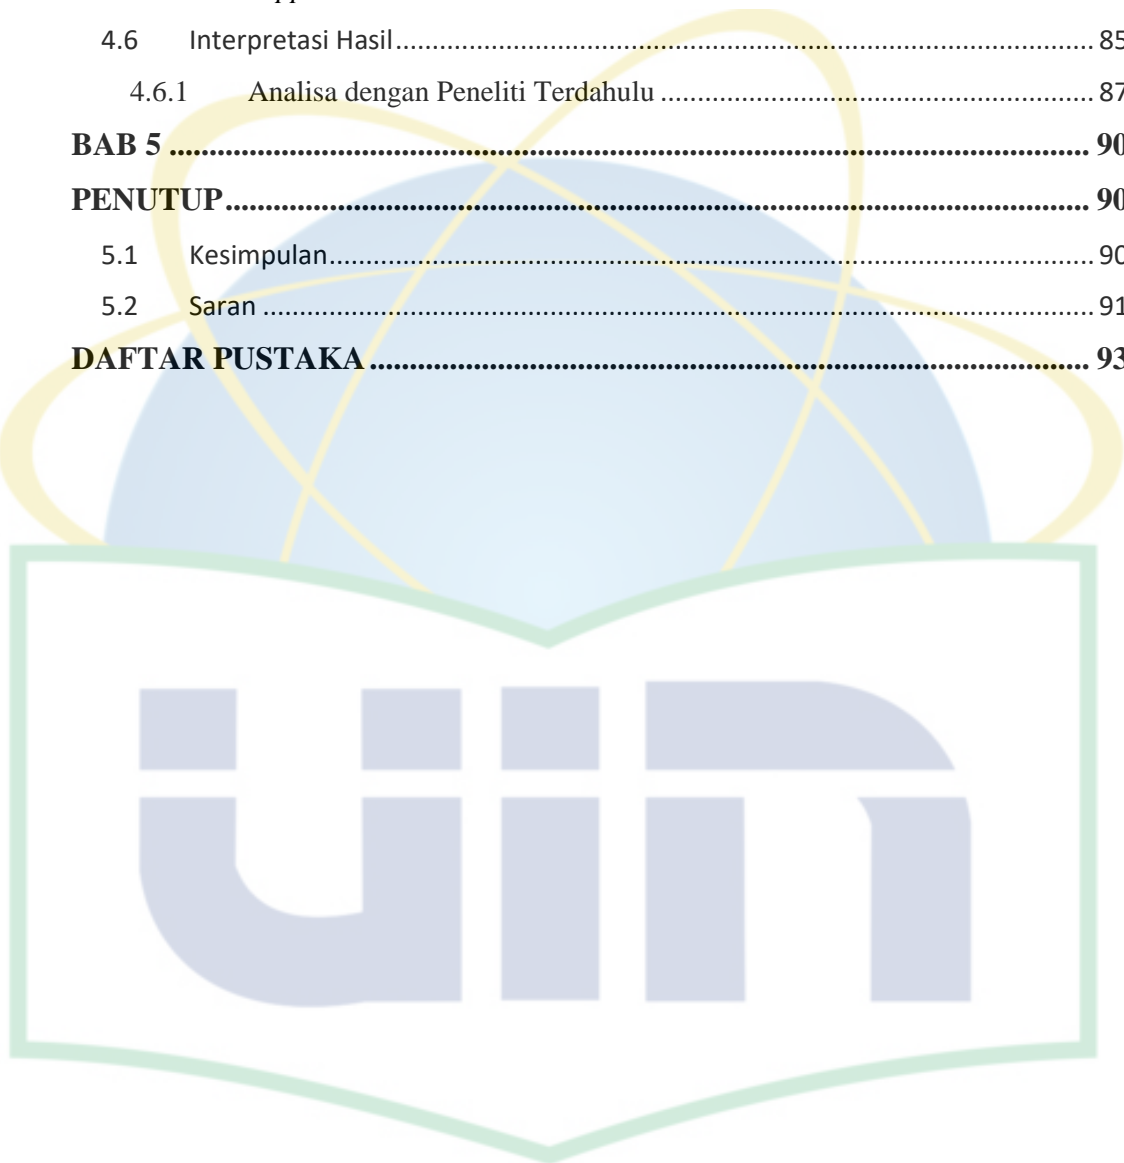 4.6 Interpretasi Hasil........................................................................................ 85
4.6.1 Analisa dengan Peneliti Terdahulu ........................................................ 87
BAB 5 ................................................................................................................ 90
PENUTUP......................................................................................................... 90
5.1 Kesimpulan................................................................................................ 90
5.2 Saran ......................................................................................................... 91
DAFTAR PUSTAKA ....................................................................................... 93
uin